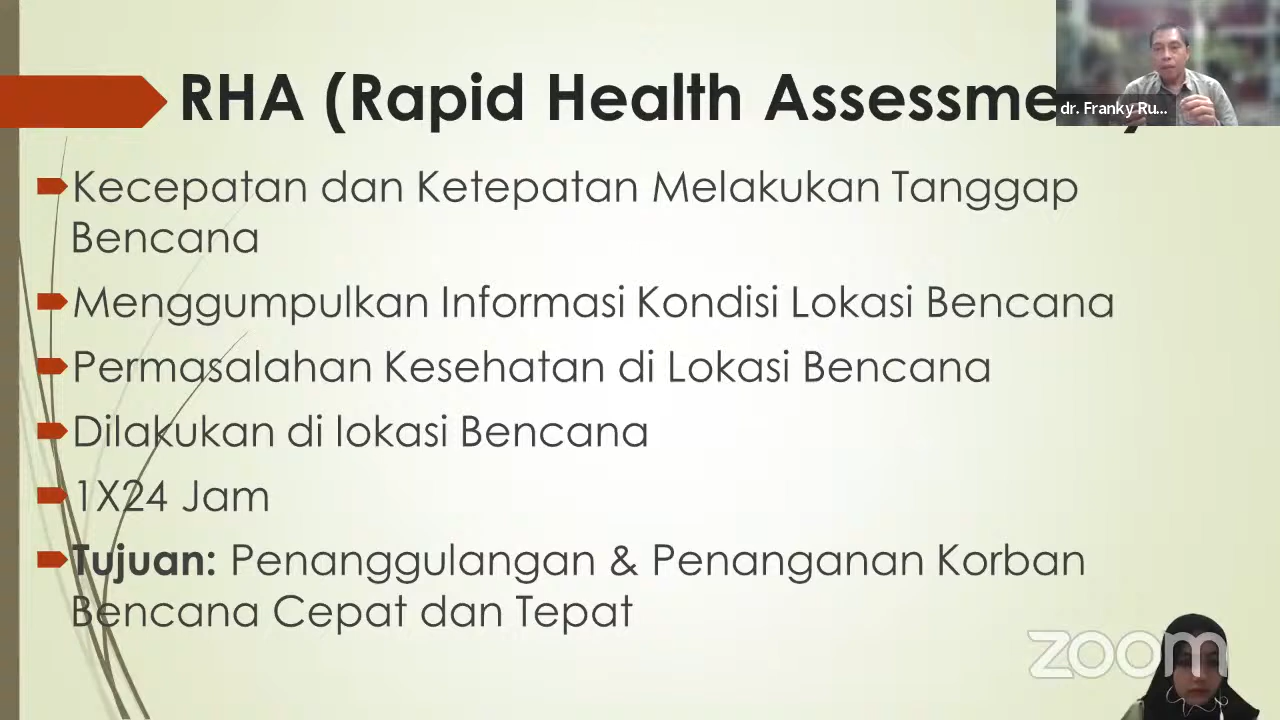 RHA (Rapid Health Assessme
dr. Franky Ru...
Kecepatan dan Ketepatan Melakukan Tanggap
Bencana
Menggumpulkan Informasi Kondisi Lokasi Bencana
Permasalahan Kesehatan di Lokasi Bencana
Dilakukan di lokasi Bencana
1X24 Jam
Tujuan: Penanggulangan & Penanganan Korban
Bencana Cepat dan Tepat
zoom